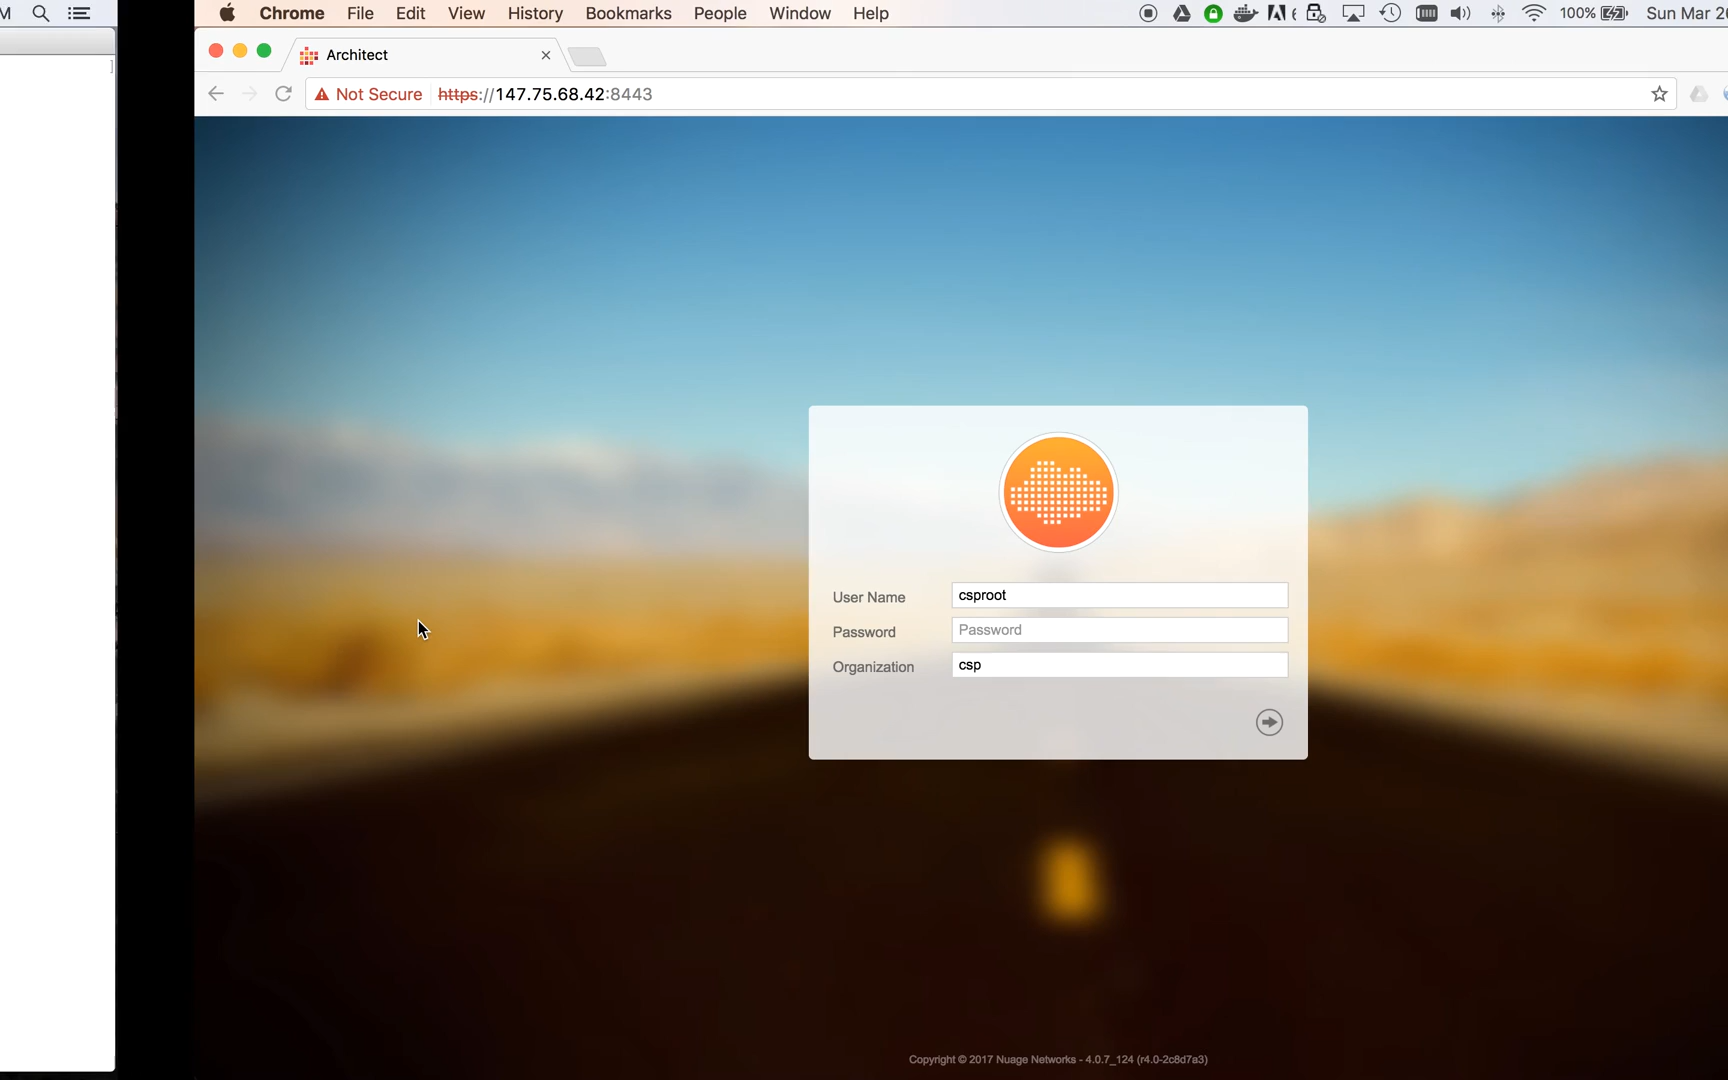 M
Chrome File Edit View History Bookmarks People Window Help
100%
Sun Mar 2
]
Architect
Not Secure https://147.75.68.42:8443
User Name csproot
Password Password
Organization csp
Copyright © 2017 Nuage Networks - 4.0.7_124 (r4.0-2c8d7a3)